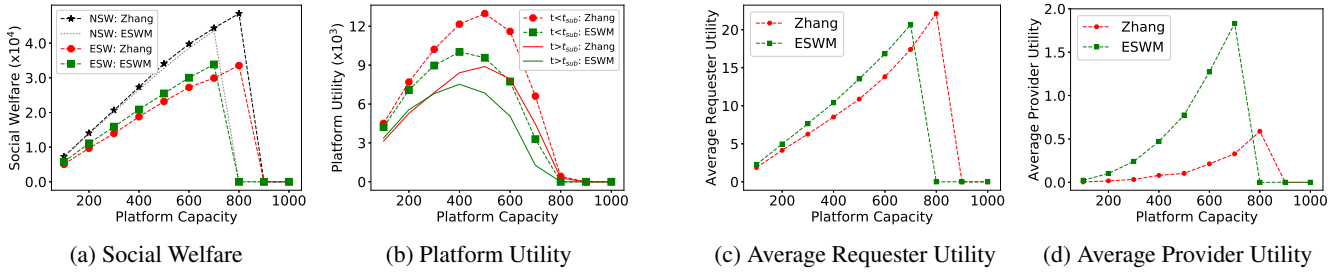 Social Welfare (x10⁴)
4.0
3.0
2.0
1.0
0.0
NSW: Zhang
NSW: ESWM
ESW: Zhang
ESW: ESWM
200 400 600 800 1000
Platform Capacity
(a) Social Welfare
Platform Utility (x10³)
12
9
6
3
0
t<t_sub: Zhang
t<t_sub: ESWM
t>t_sub: Zhang
t>t_sub: ESWM
200 400 600 800 1000
Platform Capacity
(b) Platform Utility
Average Requester Utility
20
15
10
5
0
Zhang
ESWM
200 400 600 800 1000
Platform Capacity
(c) Average Requester Utility
Average Provider Utility
2.0
1.5
1.0
0.5
0.0
Zhang
ESWM
200 400 600 800 1000
Platform Capacity
(d) Average Provider Utility